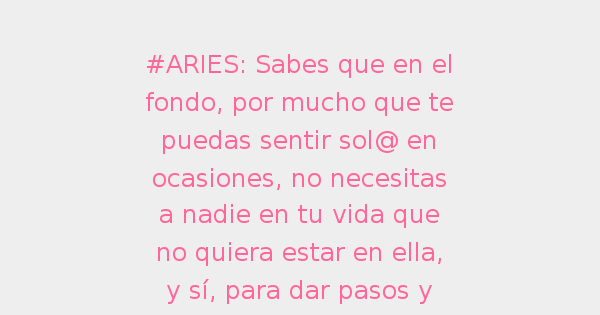 #ARIES: Sabes que en el
fondo, por mucho que te
puedas sentir sol@ en
ocasiones, no necesitas
a nadie en tu vida que
no quiera estar en ella,
y sí, para dar pasos y